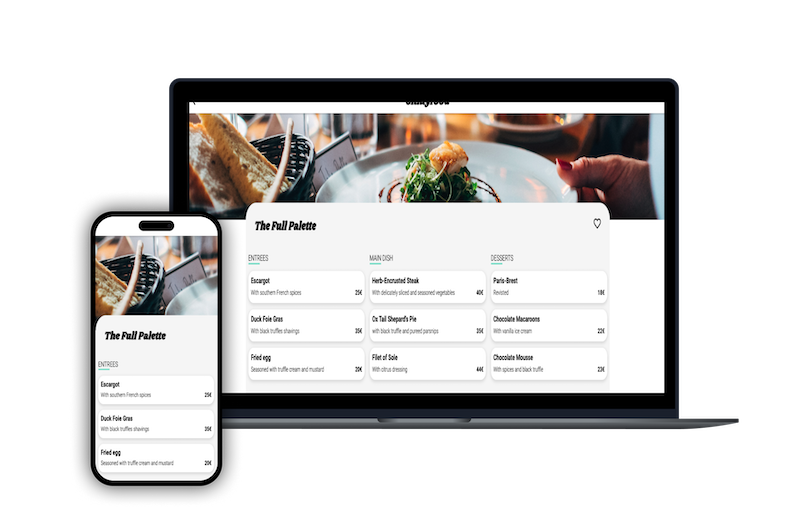 The Full Palette
ENTREES
Escargot
With southern French spices 25€
Duck Foie Gras
With black truffles shavings 35€
Fried egg
Seasoned with truffle cream and mustard 20€
MAIN DISH
Herb-Encrusted Steak
With delicately sliced and seasoned vegetables 40€
Ox Tail Shepard's Pie
with black truffle and pureed parsnips 35€
Filet of Sole
With citrus dressing 44€
DESSERTS
Paris-Brest
Revisited 18€
Chocolate Macaroons
With vanilla ice cream 22€
Chocolate Mousse
With spices and black truffle 23€
The Full Palette
ENTREES
Escargot
With southern French spices 25€
Duck Foie Gras
With black truffles shavings 35€
Fried egg
Seasoned with truffle cream and mustard 20€